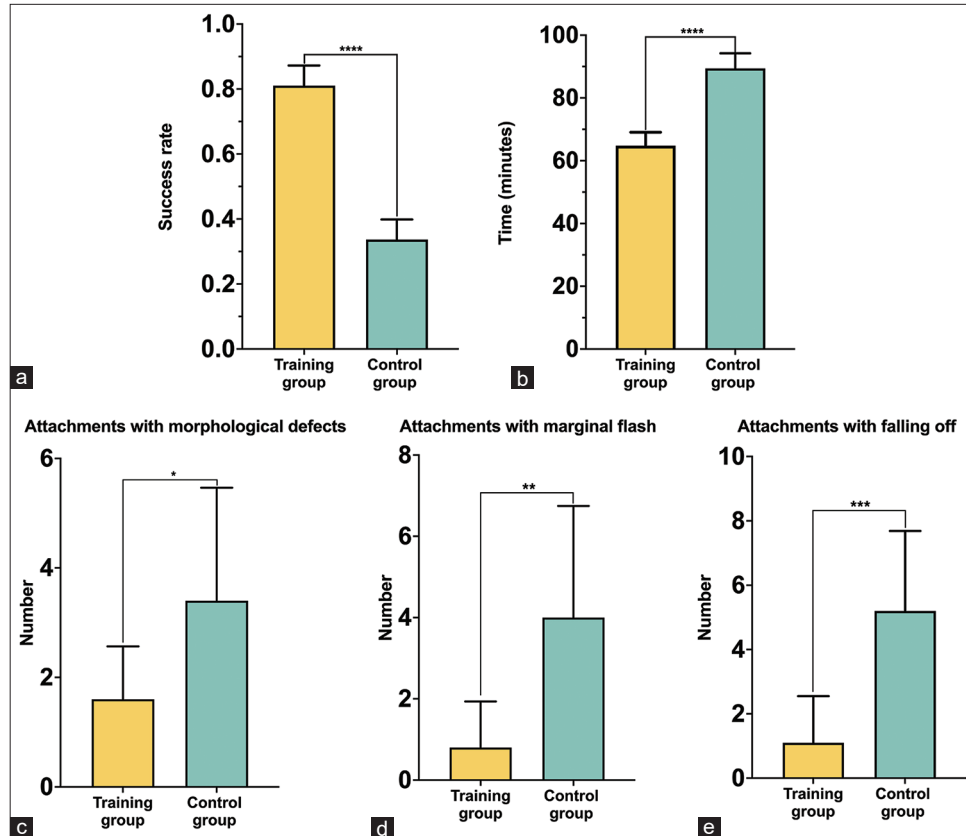 1.0
0.8
0.6
0.4
0.2
0.0
Success rate
****
Training
group
Control
group
a
100
80
60
40
20
0
Time (minutes)
****
Training
group
Control
group
b
Attachments with morphological defects
6
4
2
0
Number
*
Training
group
Control
group
c
Attachments with marginal flash
8
6
4
2
0
Number
**
Training
group
Control
group
d
Attachments with falling off
10
8
6
4
2
0
Number
***
Training
group
Control
group
e